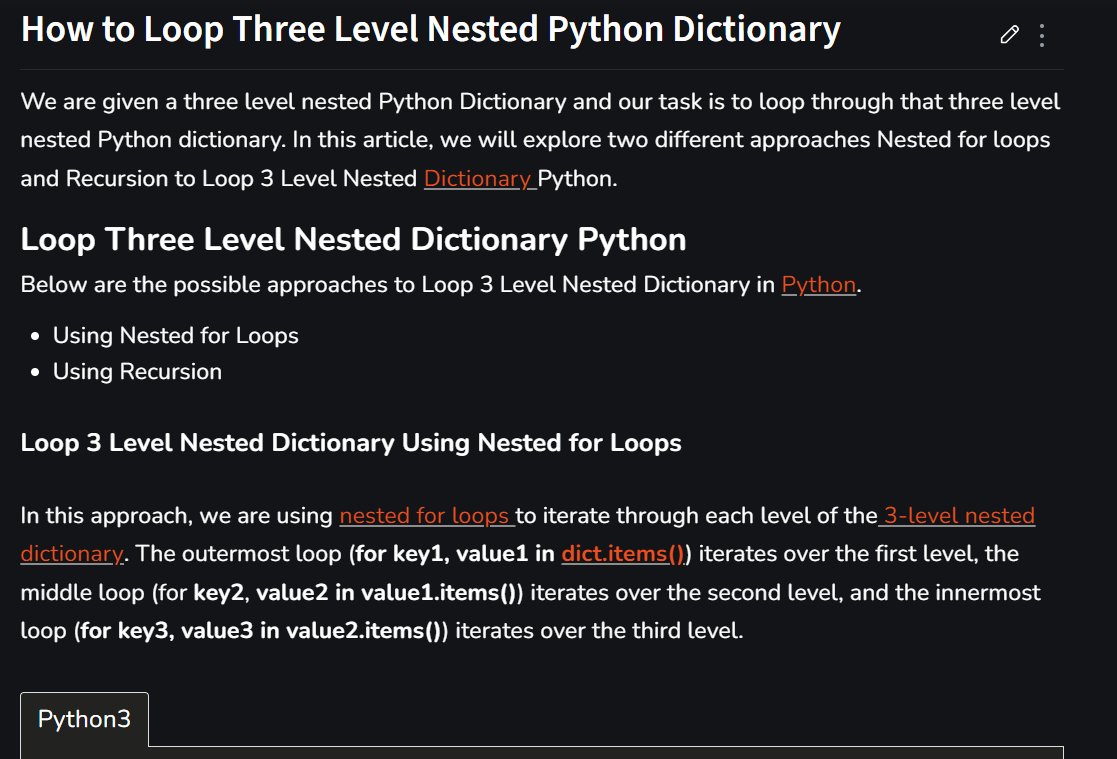 How to Loop Three Level Nested Python Dictionary
We are given a three level nested Python Dictionary and our task is to loop through that three level
nested Python dictionary. In this article, we will explore two different approaches Nested for loops
and Recursion to Loop 3 Level Nested Dictionary Python.
Loop Three Level Nested Dictionary Python
Below are the possible approaches to Loop 3 Level Nested Dictionary in Python.
• Using Nested for Loops
• Using Recursion
Loop 3 Level Nested Dictionary Using Nested for Loops
In this approach, we are using nested for loops to iterate through each level of the 3-level nested
dictionary. The outermost loop (for key1, value1 in dict.items()) iterates over the first level, the
middle loop (for key2, value2 in value1.items()) iterates over the second level, and the innermost
loop (for key3, value3 in value2.items()) iterates over the third level.
Python3